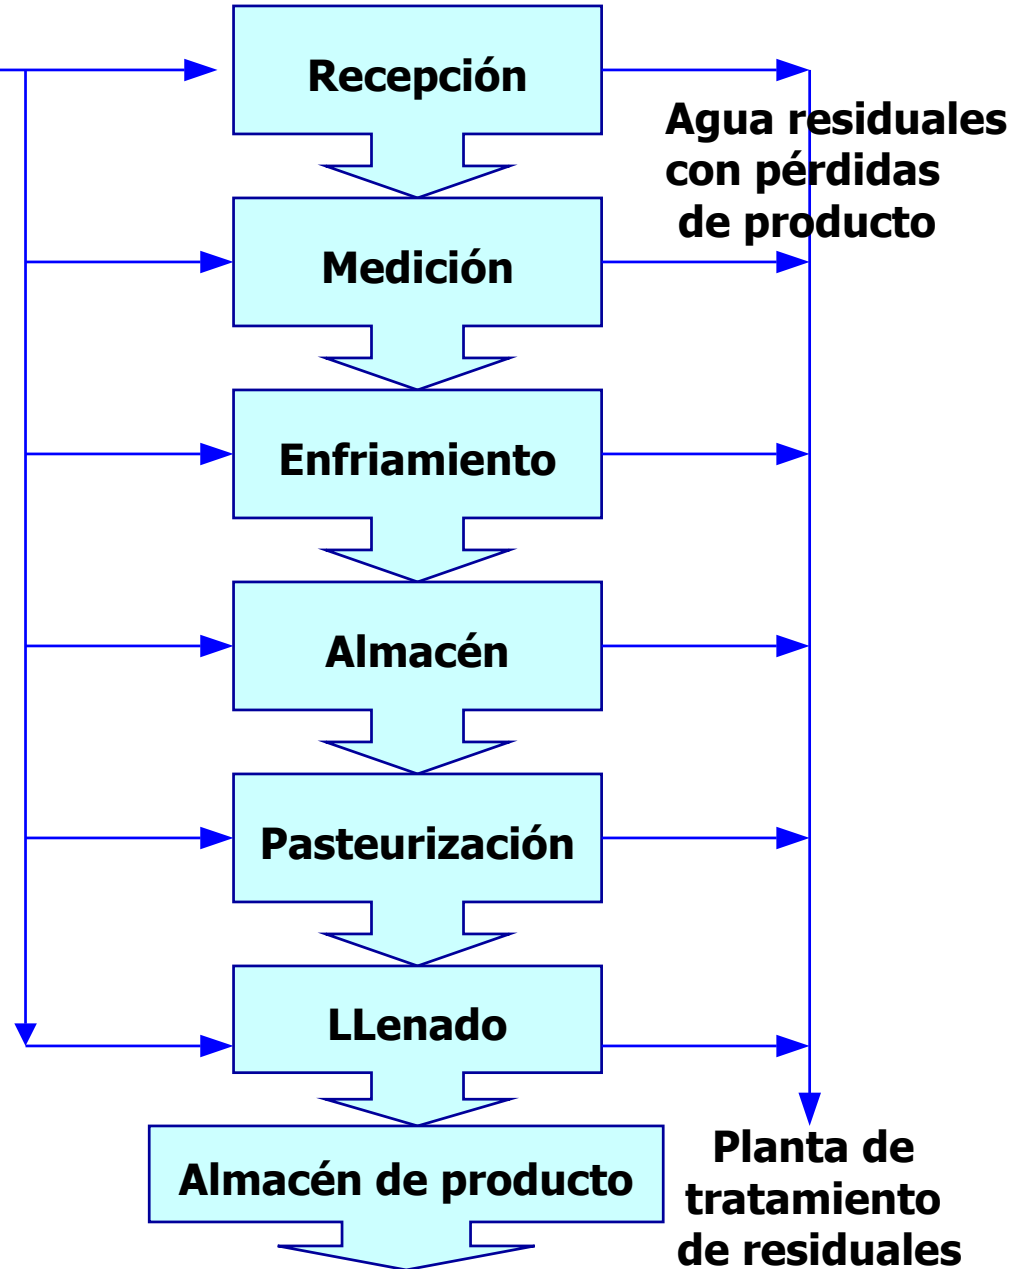 Recepción
Agua residuales
con pérdidas
de producto
Medición
Enfriamiento
Almacén
Pasteurización
LLenado
Almacén de producto
Planta de
tratamiento
de residuales